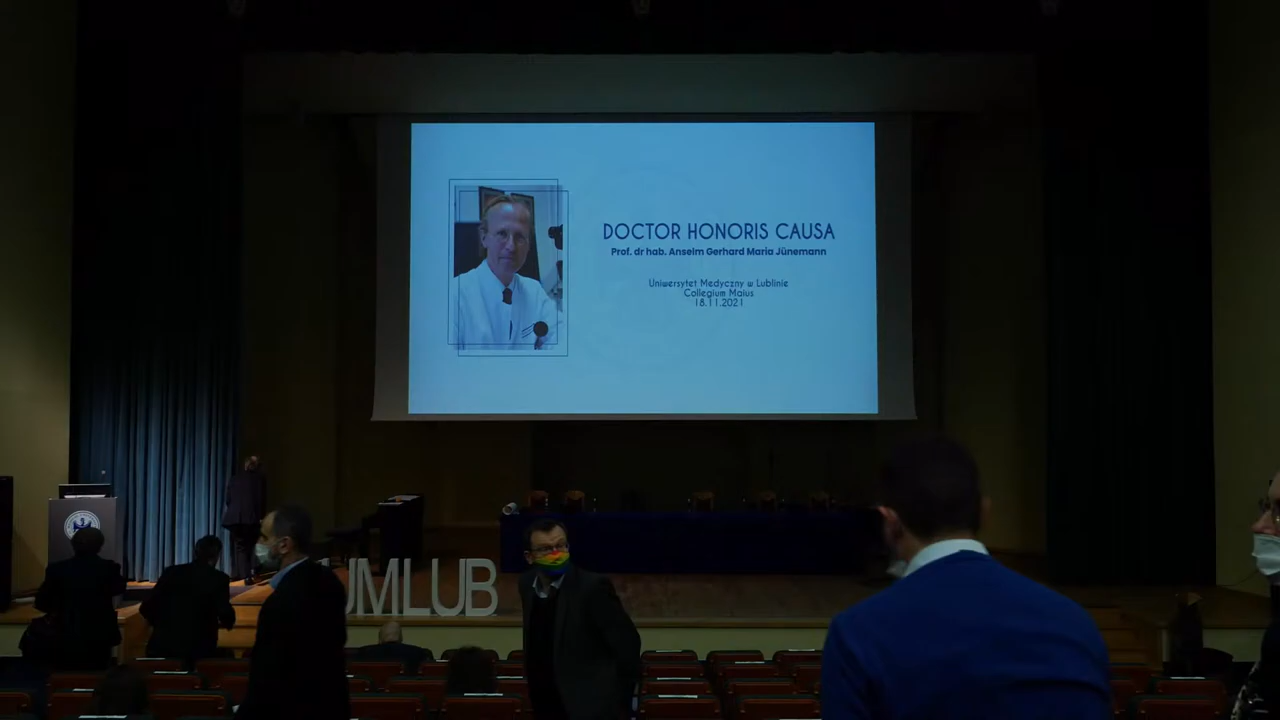 DOCTOR HONORIS CAUSA
Prof. dr hab. Anselm Gerhard Maria Jünemann
Uniwersytet Medyczny w Lublinie
Collegium Maius
18.11.2021
UMLUB